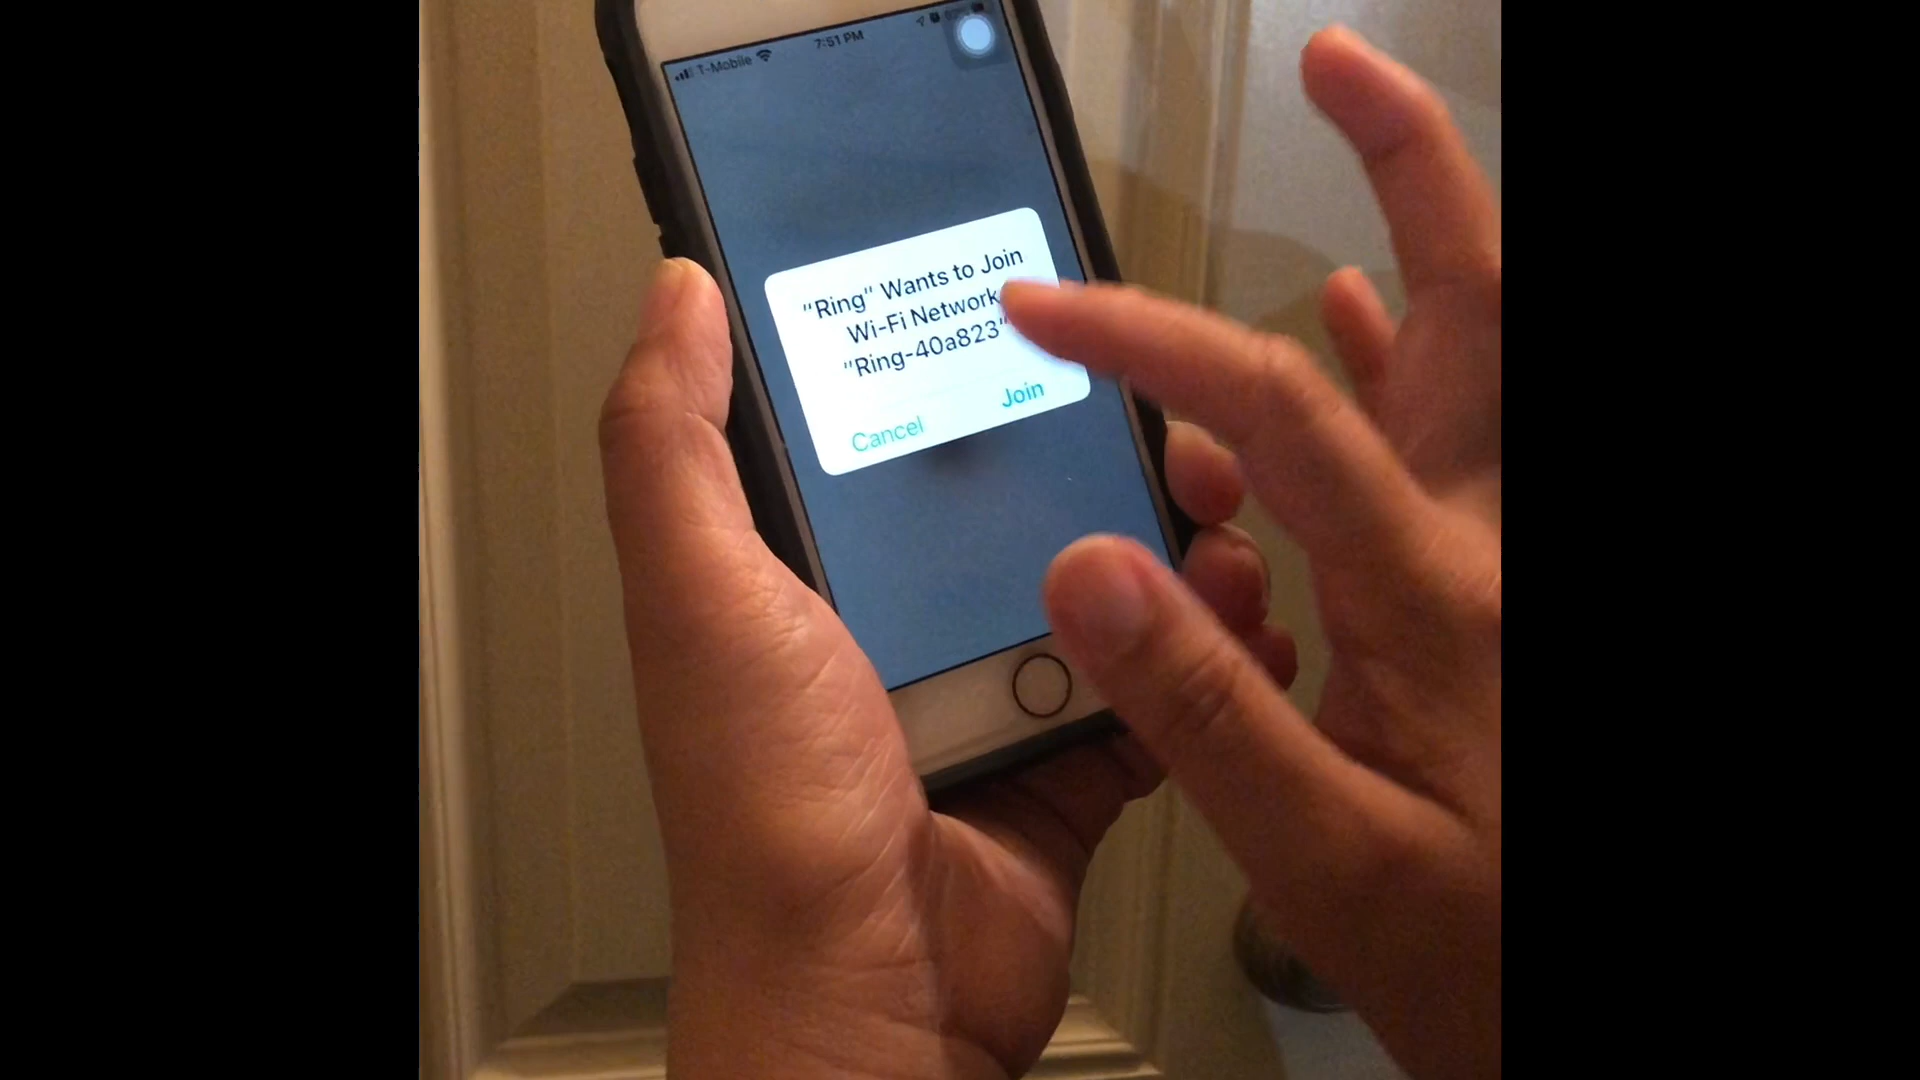 T-Mobile 7:51 PM
"Ring" Wants to Join
Wi-Fi Network
"Ring-40a823"
Cancel Join